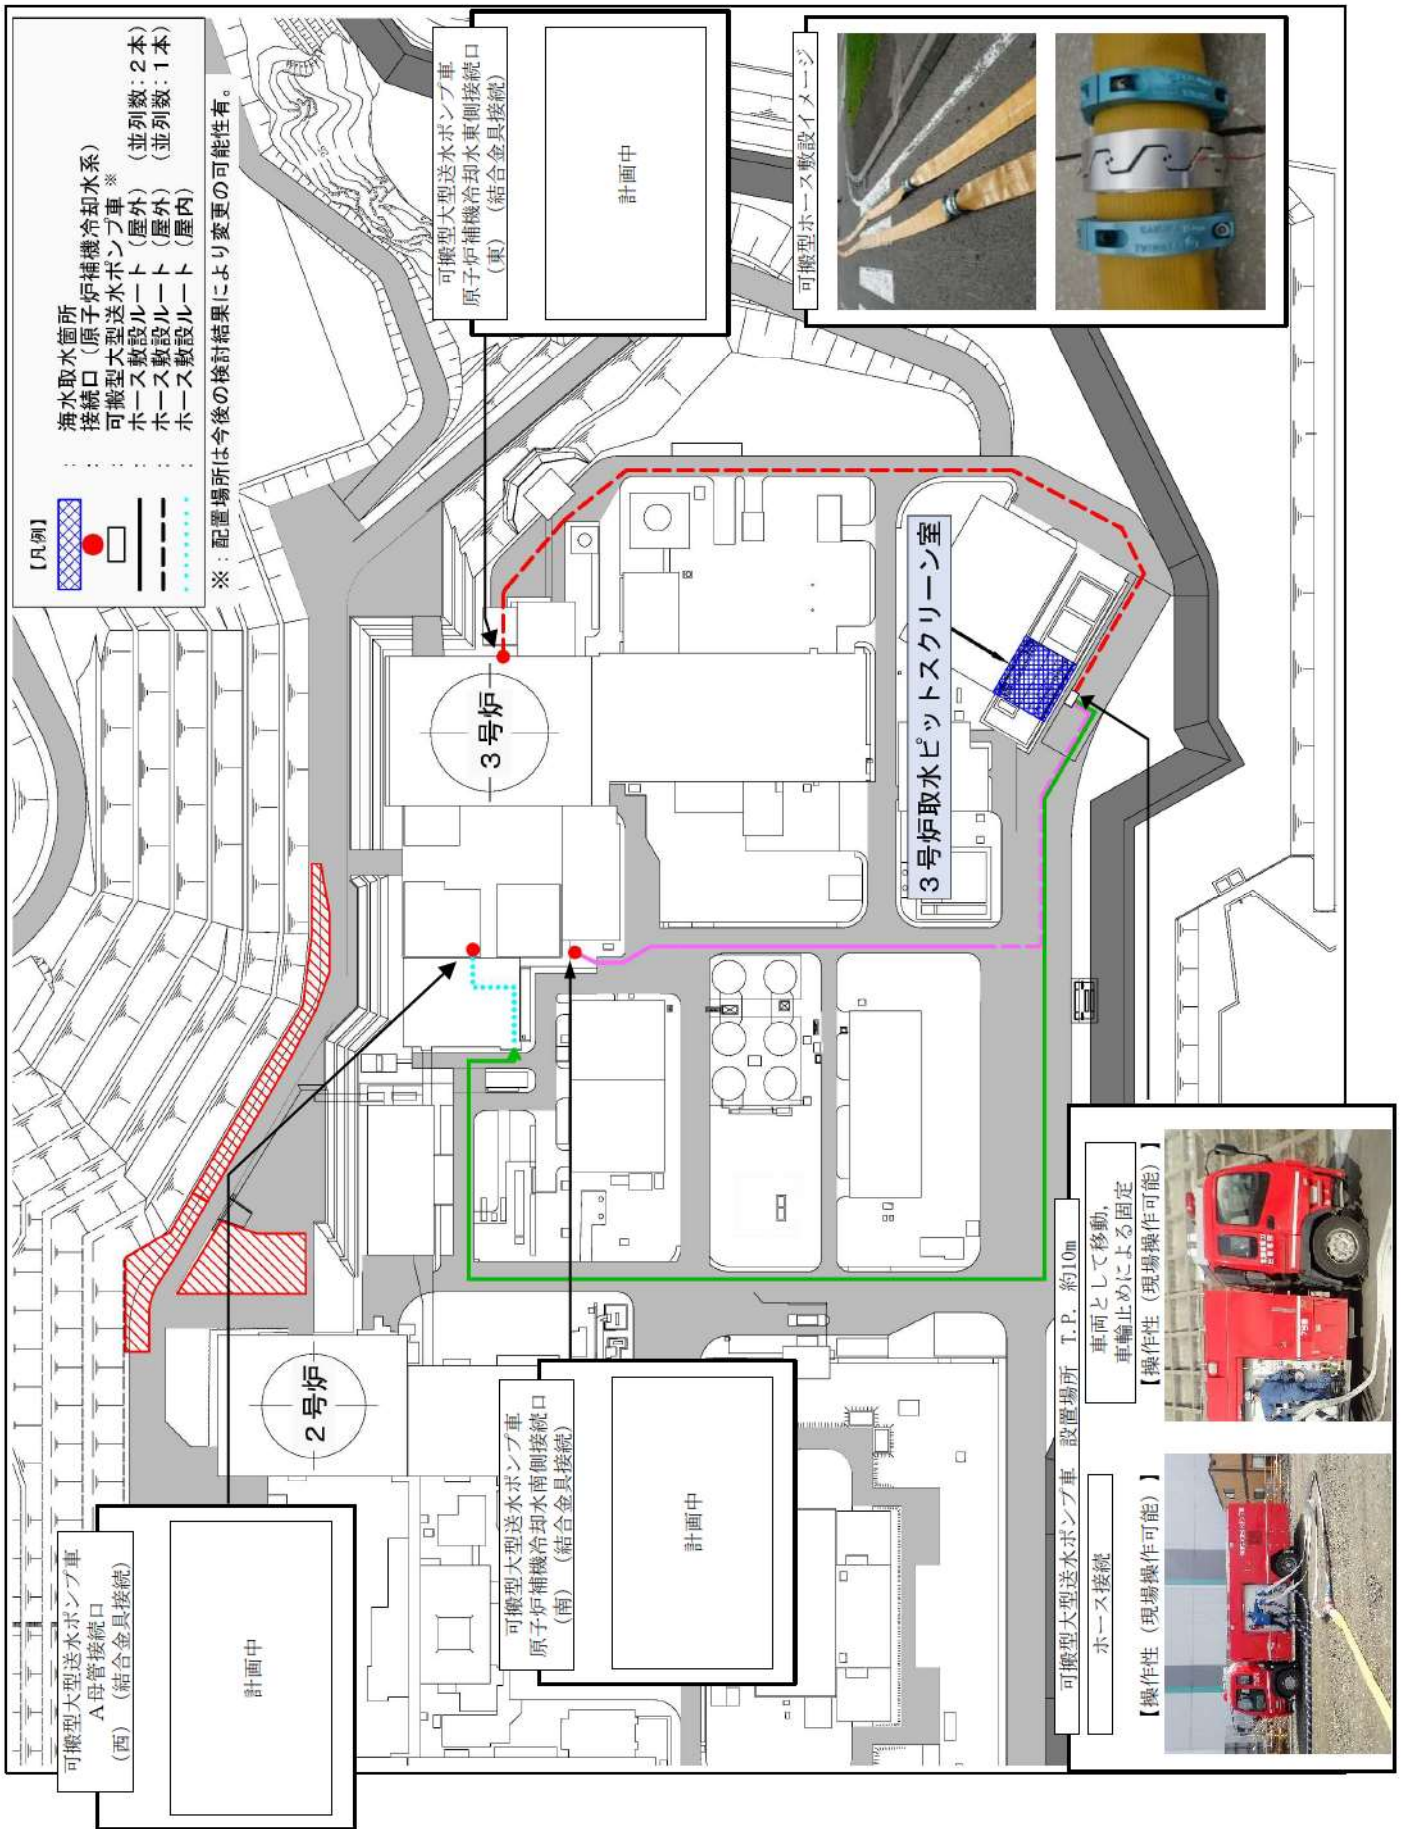 【凡例】
： 海水取水箇所
： 接続口（原子炉補機冷却水系）
： 可搬型大型送水ポンプ車※
： ホース敷設ルート（屋外）（並列数：２本）
： ホース敷設ルート（屋外）（並列数：１本）
： ホース敷設ルート（屋内）
※：配置場所は今後の検討結果により変更の可能性有。
可搬型大型送水ポンプ車
原子炉補機冷却水東側接続口
（東）（結合金具接続）
計画中
可搬型ホース敷設イメージ
３号炉
３号炉取水ピットスクリーン室
２号炉
可搬型大型送水ポンプ車
Ａ母管接続口
（西）（結合金具接続）
計画中
可搬型大型送水ポンプ車
原子炉補機冷却水南側接続口
（南）（結合金具接続）
計画中
可搬型大型送水ポンプ車　設置場所　T.P. 約10m
ホース接続
車両として移動，
車輪止めによる固定
【操作性（現場操作可能）】
【操作性（現場操作可能）】